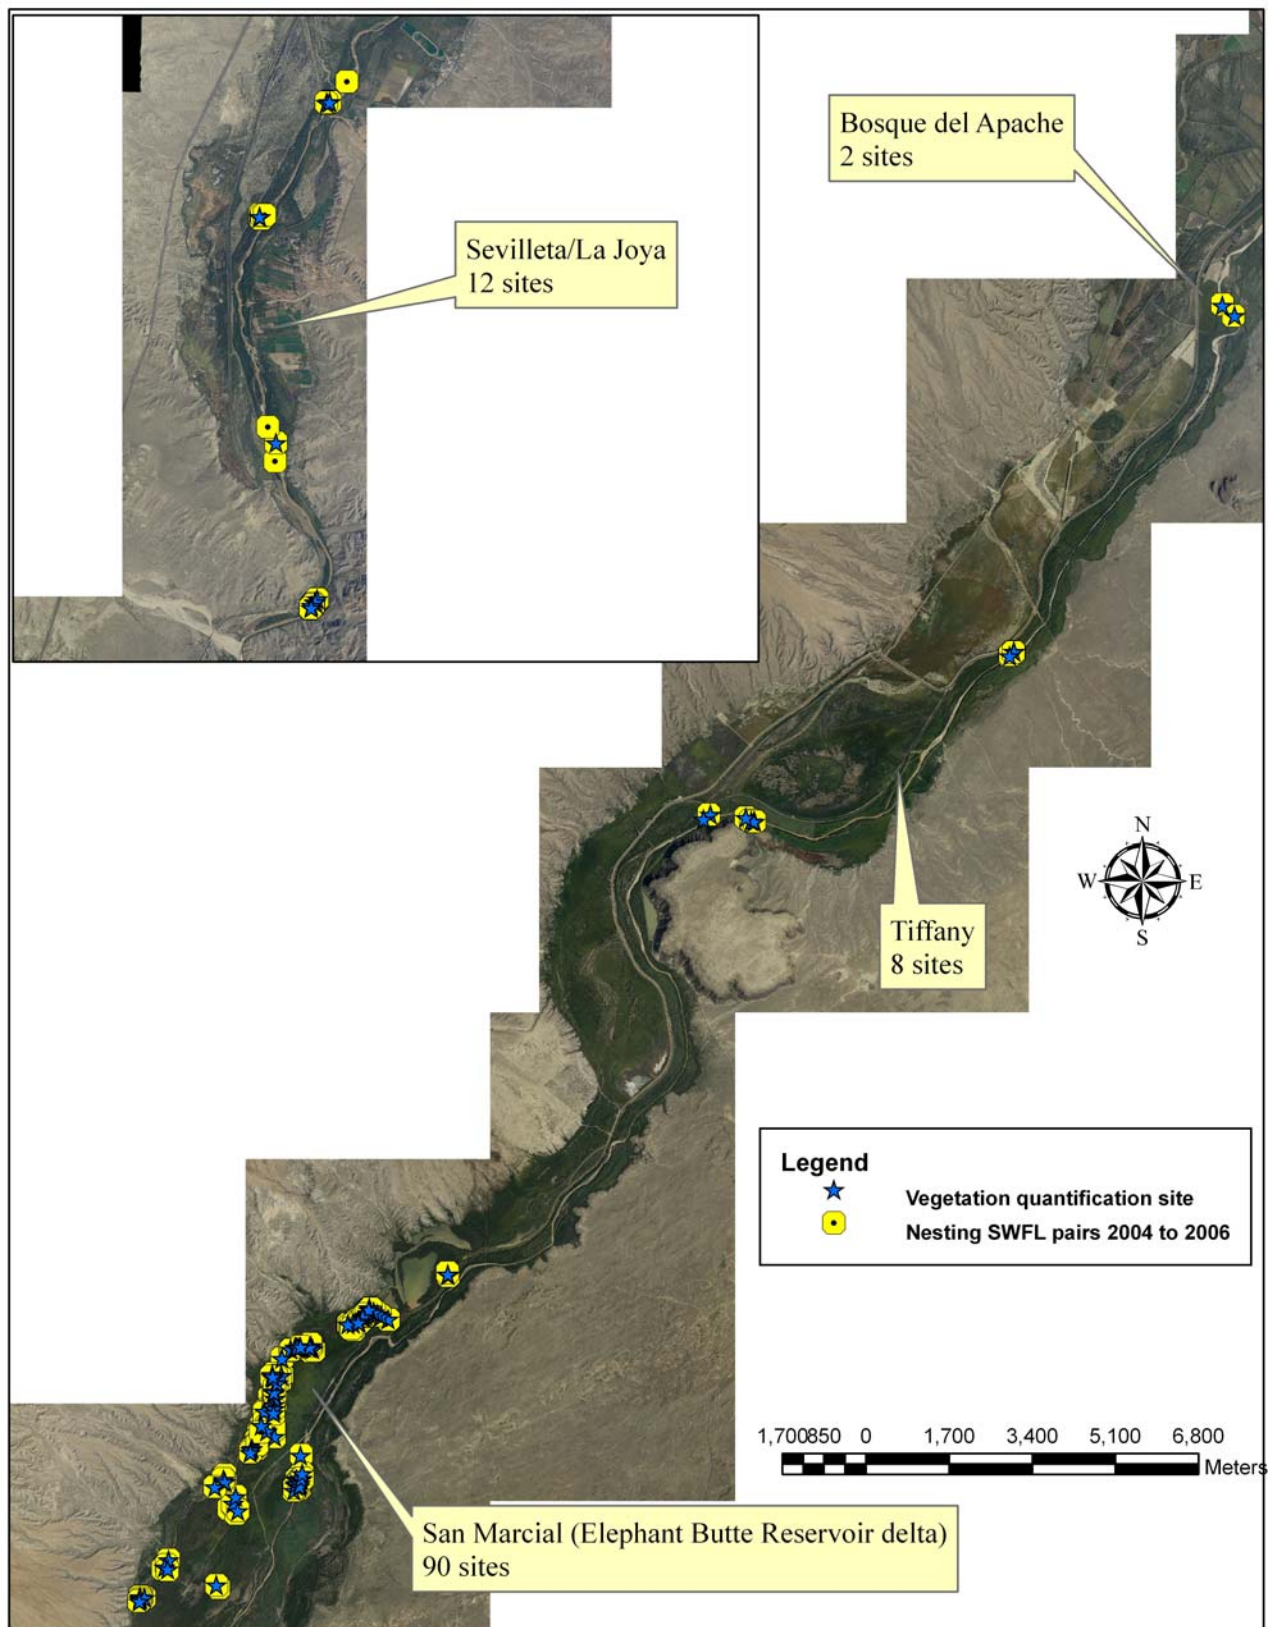 Bosque del Apache
2 sites
Sevilleta/La Joya
12 sites
N
W E
S
Tiffany
8 sites
Legend
Vegetation quantification site
Nesting SWFL pairs 2004 to 2006
1,700850 0 1,700 3,400 5,100 6,800
Meters
San Marcial (Elephant Butte Reservoir delta)
90 sites